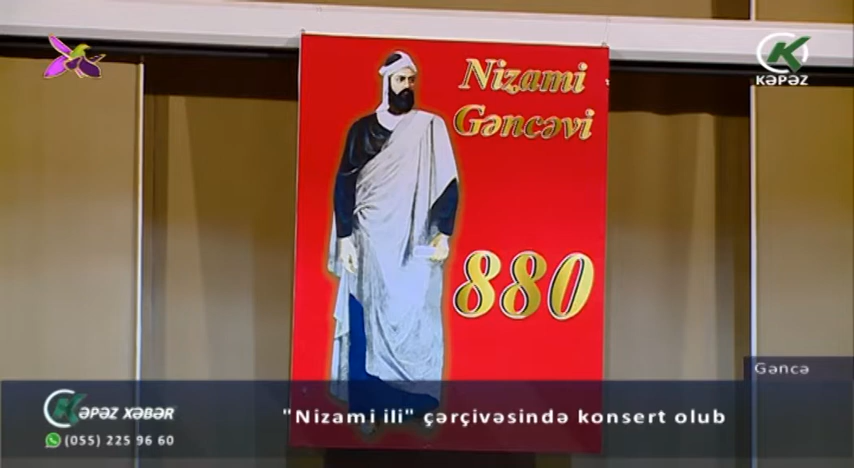 Nizami
Gəncəvi
880
KƏPƏZ
Gəncə
KƏPƏZ XƏBƏR
(055) 225 96 60
"Nizami ili" çərçivəsində konsert olub